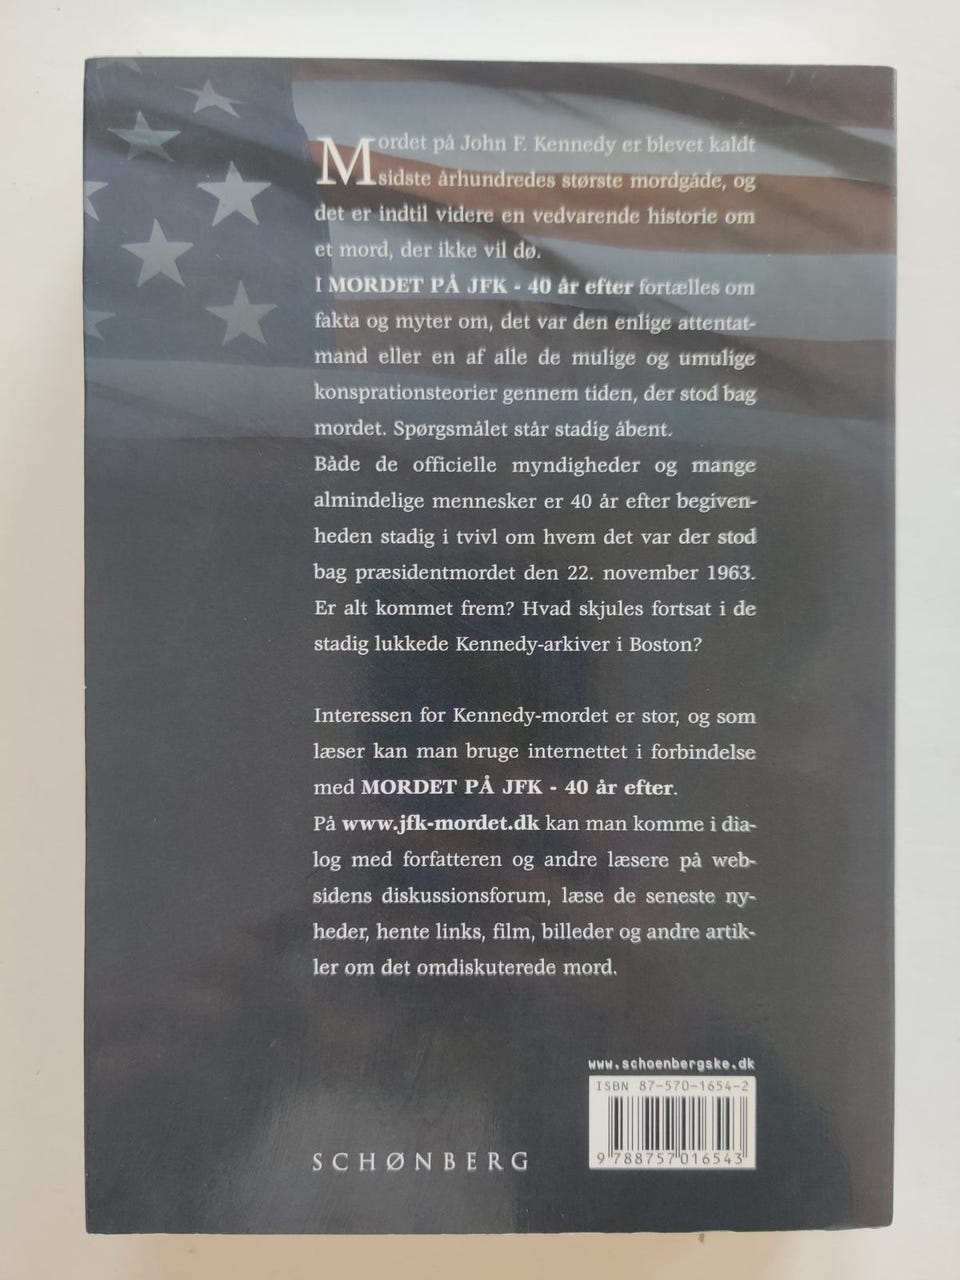 Mordet på John F. Kennedy er blevet kaldt
sidste århundredes største mordgåde, og
det er indtil videre en vedvarende historie om
et mord, der ikke vil dø.
I MORDET PÅ JFK - 40 år efter fortælles om
fakta og myter om, det var den enlige attentat-
mand eller en af alle de mulige og umulige
konsprationsteorier gennem tiden, der stod bag
mordet. Spørgsmålet står stadig åbent.
Både de officielle myndigheder og mange
almindelige mennesker er 40 år efter begiven-
heden stadig i tvivl om hvem det var der stod
bag præsidentmordet den 22. november 1963.
Er alt kommet frem? Hvad skjules fortsat i de
stadig lukkede Kennedy-arkiver i Boston?
Interessen for Kennedy-mordet er stor, og som
læser kan man bruge internettet i forbindelse
med MORDET PÅ JFK - 40 år efter.
På www.jfk-mordet.dk kan man komme i dia-
log med forfatteren og andre læsere på web-
sidens diskussionsforum, læse de seneste ny-
heder, hente links, film, billeder og andre artik-
ler om det omdiskuterede mord.
www.schoenbergske.dk
ISBN 87-570-1654-2
9 788757 016543
SCHØNBERG